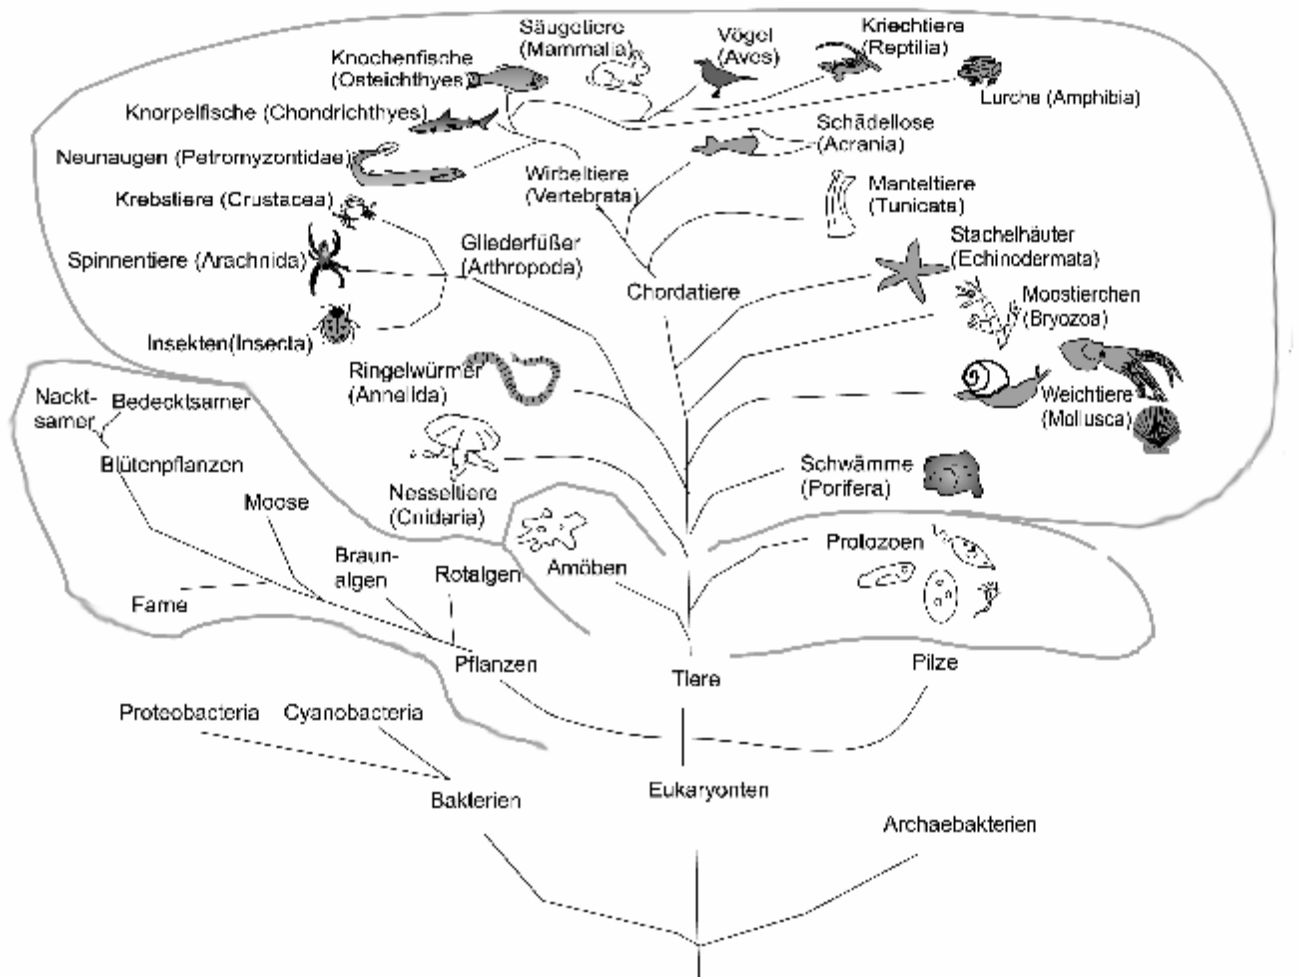 Säugetiere
(Mammalia)
Vögel
(Aves)
Kriechtiere
(Reptilia)
Knochenfische
(Osteichthyes)
Lurche (Amphibia)
Knorpelfische (Chondrichthyes)
Schädellose
(Acrania)
Neunaugen (Petromyzontidae)
Wirbeltiere
(Vertebrata)
Manteltiere
(Tunicata)
Krebstiere (Crustacea)
Gliederfüßer
(Arthropoda)
Stachelhäuter
(Echinodermata)
Spinnentiere (Arachnida)
Chordatiere
Moostierchen
(Bryozoa)
Insekten(Insecta)
Ringelwürmer
(Annelida)
Weichtiere
(Mollusca)
Nackt-
samer
Bedecktsamer
Blütenpflanzen
Schwämme
(Porifera)
Nesseltiere
(Cnidaria)
Moose
Braun-
algen
Rotalgen
Amöben
Protozoen
Farne
Pflanzen
Tiere
Pilze
Proteobacteria
Cyanobacteria
Bakterien
Eukaryonten
Archaebakterien